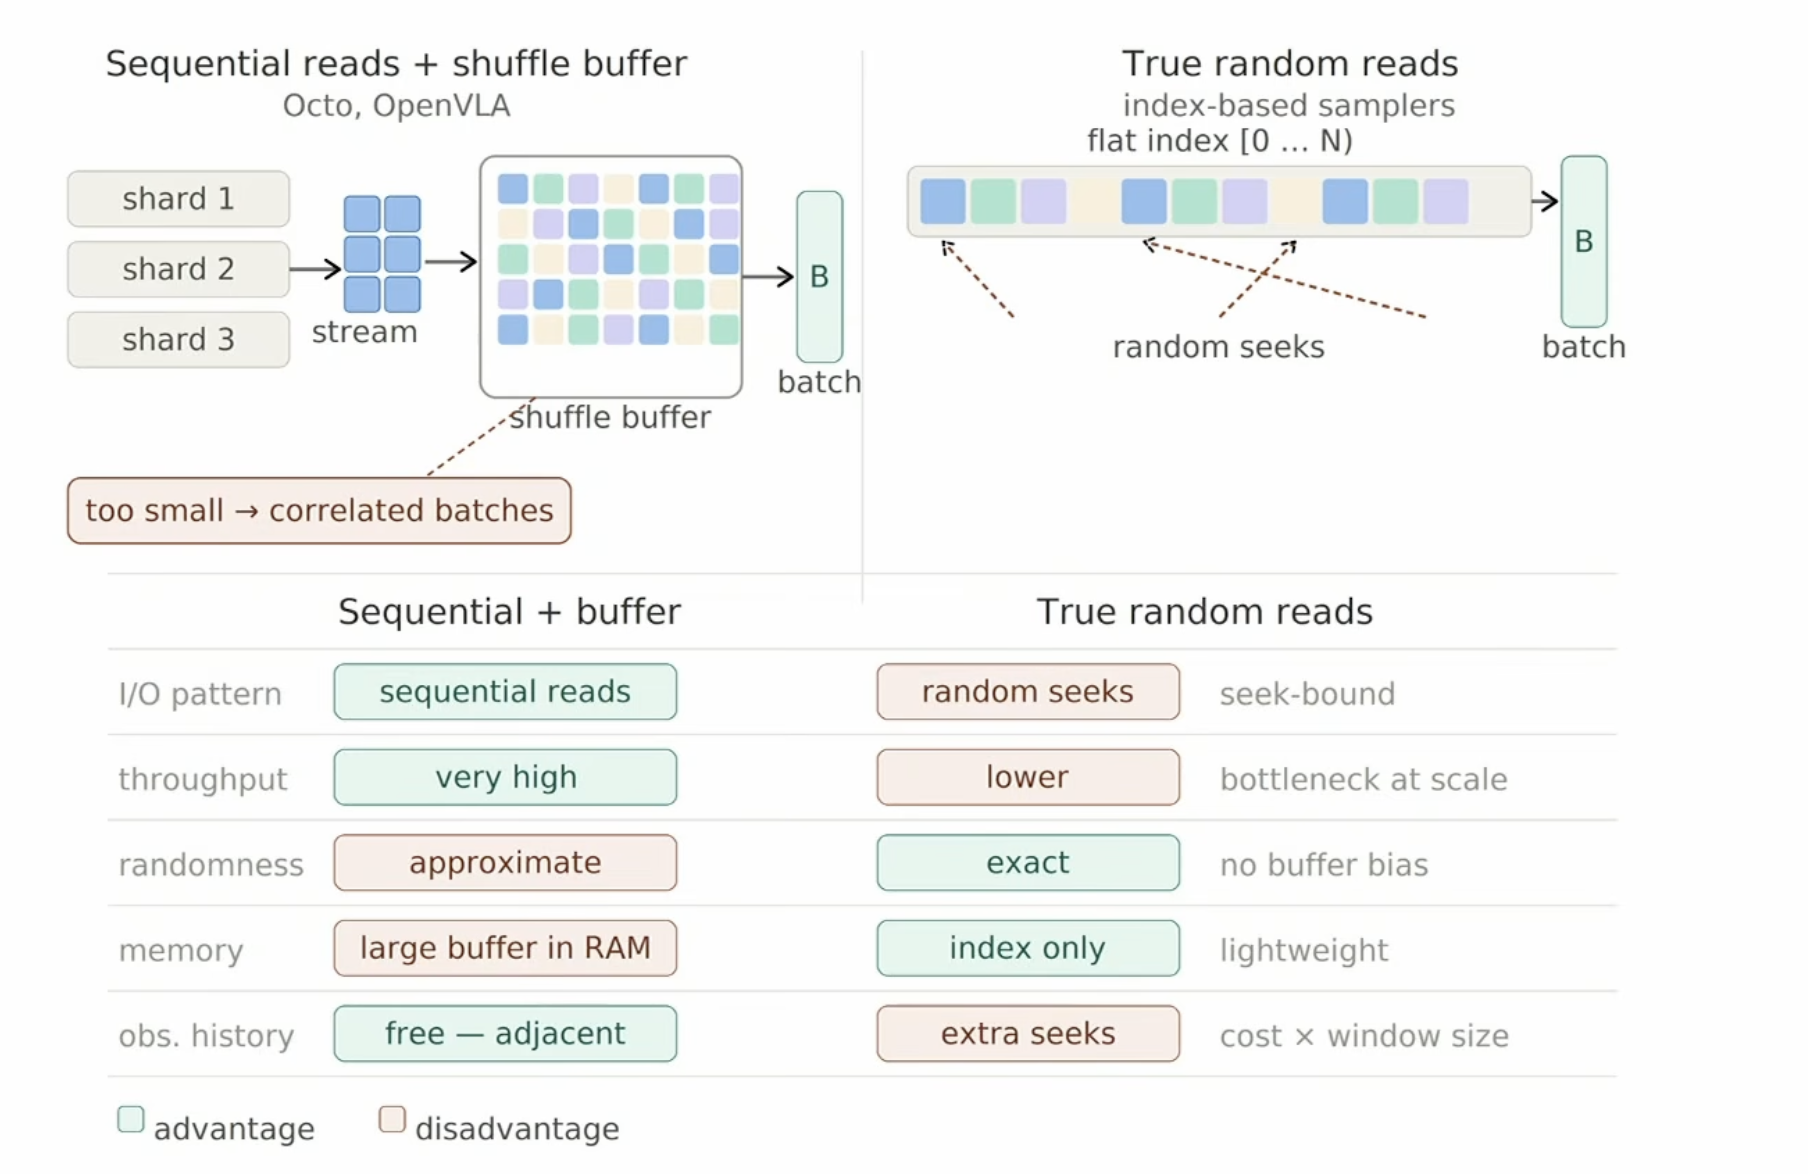 Sequential reads + shuffle buffer
Octo, OpenVLA
shard 1
shard 2
shard 3
stream
shuffle buffer
B
batch
too small → correlated batches
True random reads
index-based samplers
flat index [0 ... N)
B
random seeks
batch
Sequential + buffer True random reads
I/O pattern sequential reads random seeks seek-bound
throughput very high lower bottleneck at scale
randomness approximate exact no buffer bias
memory large buffer in RAM index only lightweight
obs. history free — adjacent extra seeks cost × window size
advantage disadvantage